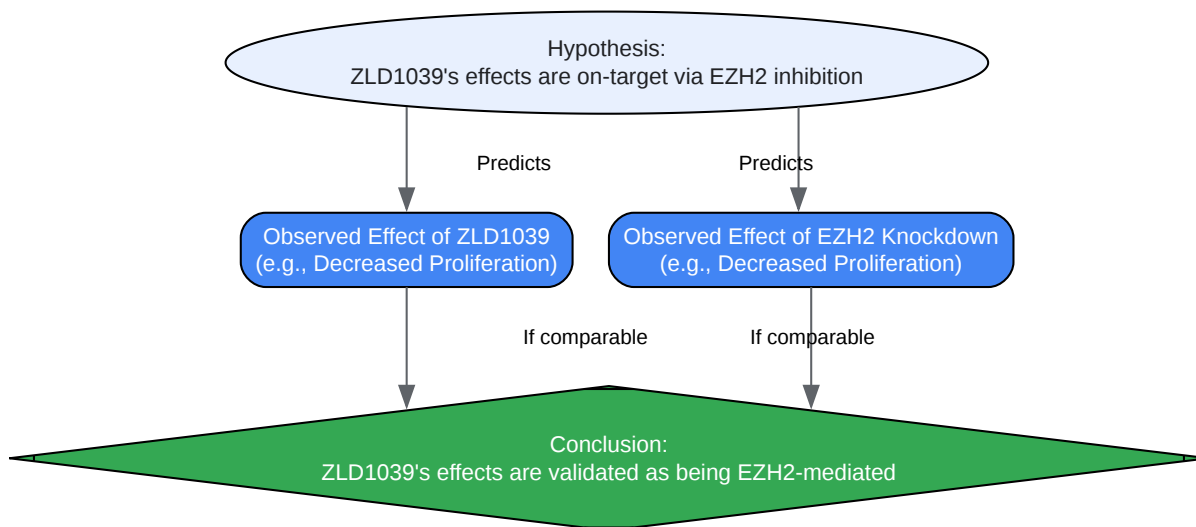 Hypothesis:
ZLD1039's effects are on-target via EZH2 inhibition
Predicts
Predicts
Observed Effect of ZLD1039
(e.g., Decreased Proliferation)
Observed Effect of EZH2 Knockdown
(e.g., Decreased Proliferation)
If comparable
If comparable
Conclusion:
ZLD1039's effects are validated as being EZH2-mediated